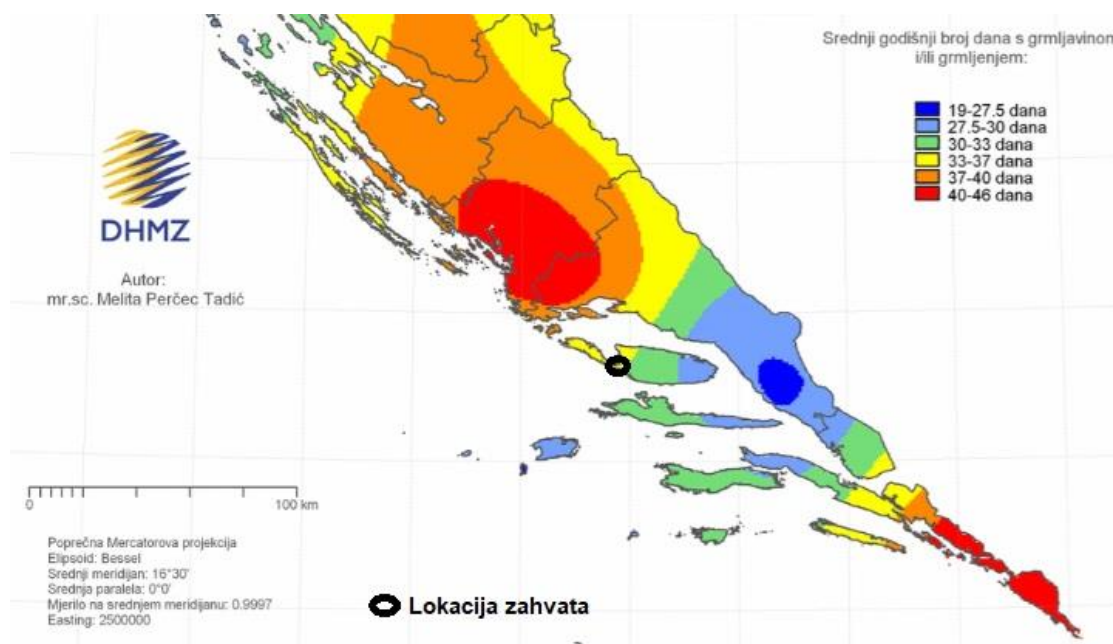 Srednji godišnji broj dana s grmljavinom
i/ili grmljenjem:
19-27.5 dana
27.5-30 dana
30-33 dana
33-37 dana
37-40 dana
40-46 dana
DHMZ
Autor:
mr.sc. Melita Perčec Tadić
0
100 km
Poprečna Mercatorova projekcija
Elipsoid: Bessel
Srednji meridijan: 16°30'
Srednja paralela: 0°0'
Mjerilo na srednjem meridijanu: 0.9997
Easting: 2500000
Lokacija zahvata